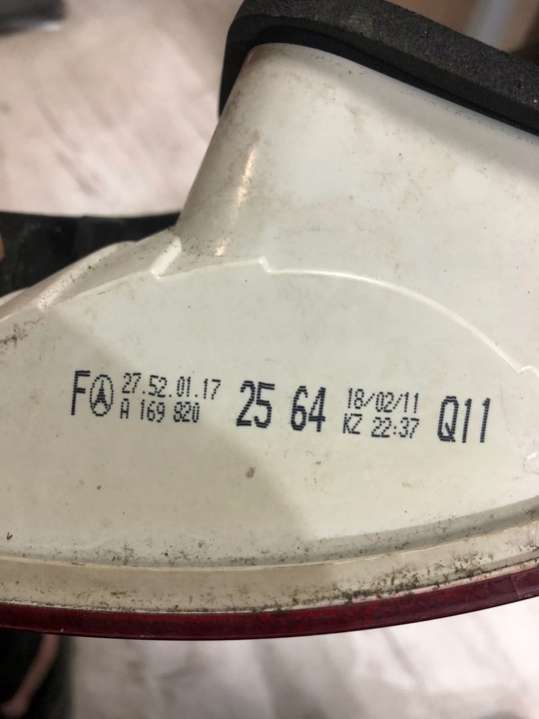 F 27.52.01.17
A 169 820 25 64 18/02/11
KZ 22:37 Q11